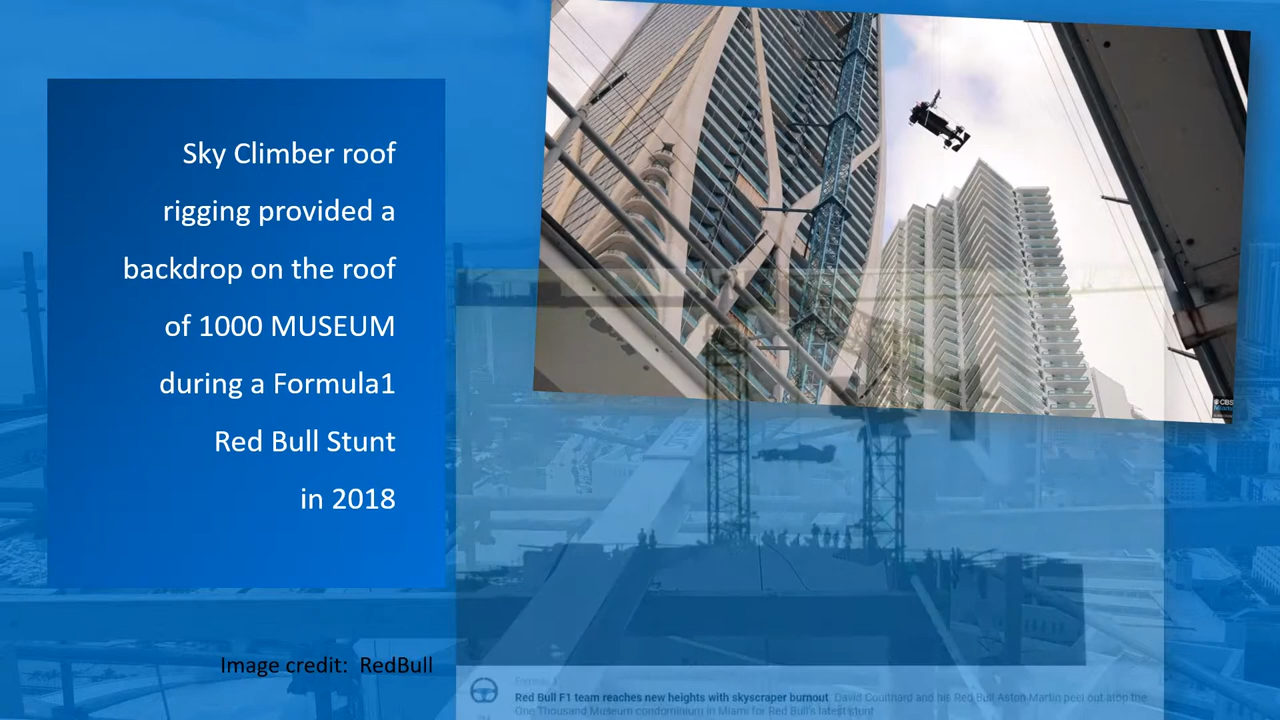 Sky Climber roof
rigging provided a
backdrop on the roof
of 1000 MUSEUM
during a Formula1
Red Bull Stunt
in 2018
CBS
Image credit:  RedBull
Red Bull F1 team reaches new heights with skyscraper burnout David Coulthard and his Red Bull Aston Martin peel out atop the
One Thousand Museum condominium in Miami for Red Bull's latest stunt